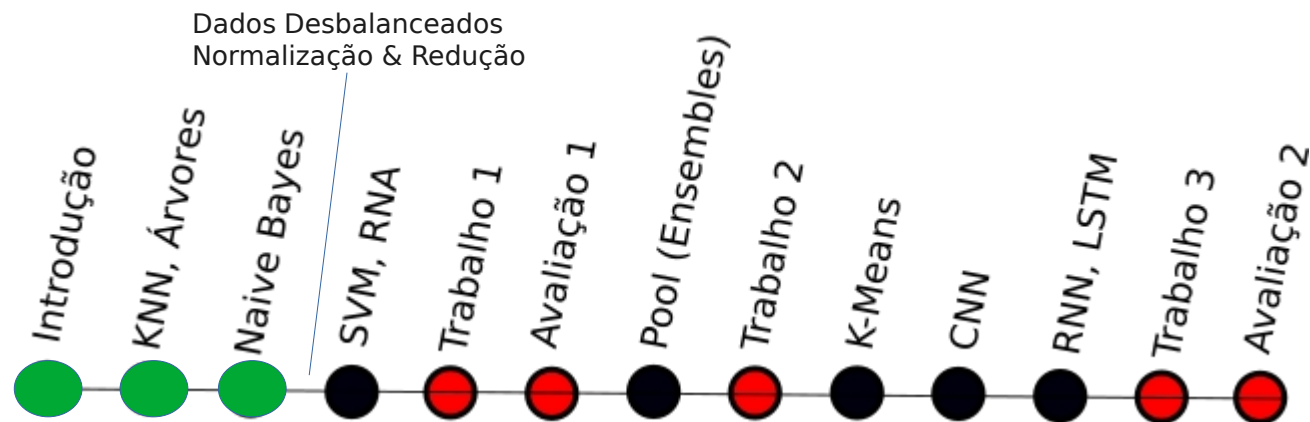 Dados Desbalanceados
Normalização & Redução
Introdução
KNN, Árvores
Naive Bayes
SVM, RNA
Trabalho 1
Avaliação 1
Pool (Ensembles)
Trabalho 2
K-Means
CNN
RNN, LSTM
Trabalho 3
Avaliação 2